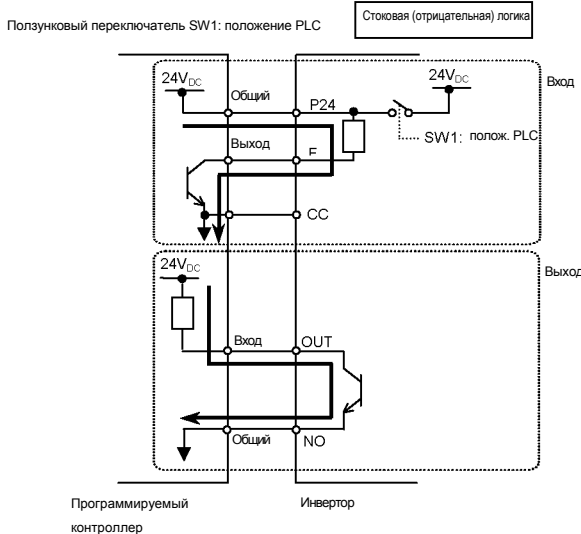 Ползунковый переключатель SW1: положение PLC
Стоковая (отрицательная) логика
24VDC
Общий
P24
24VDC
Вход
SW1: полож. PLC
Выход
F
CC
24VDC
Выход
Вход
OUT
Общий
NO
Программируемый
контроллер
Инвертор